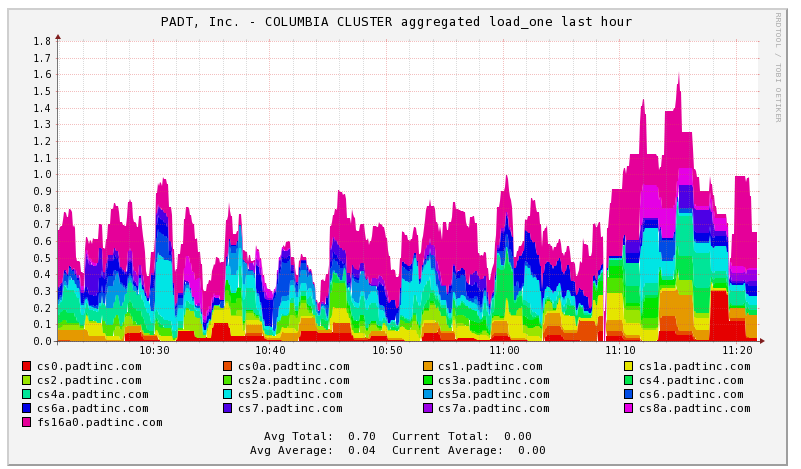 PADT, Inc. - COLUMBIA CLUSTER aggregated load_one last hour
RRDTOOL / TOBI OETIKER
1.8
1.7
1.6
1.5
1.4
1.3
1.2
1.1
1.0
0.9
0.8
0.7
0.6
0.5
0.4
0.3
0.2
0.1
0.0
10:30 10:40 10:50 11:00 11:10 11:20
cs0.padtinc.com cs0a.padtinc.com cs1.padtinc.com cs1a.padtinc.com
cs2.padtinc.com cs2a.padtinc.com cs3a.padtinc.com cs4.padtinc.com
cs4a.padtinc.com cs5.padtinc.com cs5a.padtinc.com cs6.padtinc.com
cs6a.padtinc.com cs7.padtinc.com cs7a.padtinc.com cs8a.padtinc.com
fs16a0.padtinc.com
Avg Total: 0.70 Current Total: 0.00
Avg Average: 0.04 Current Average: 0.00